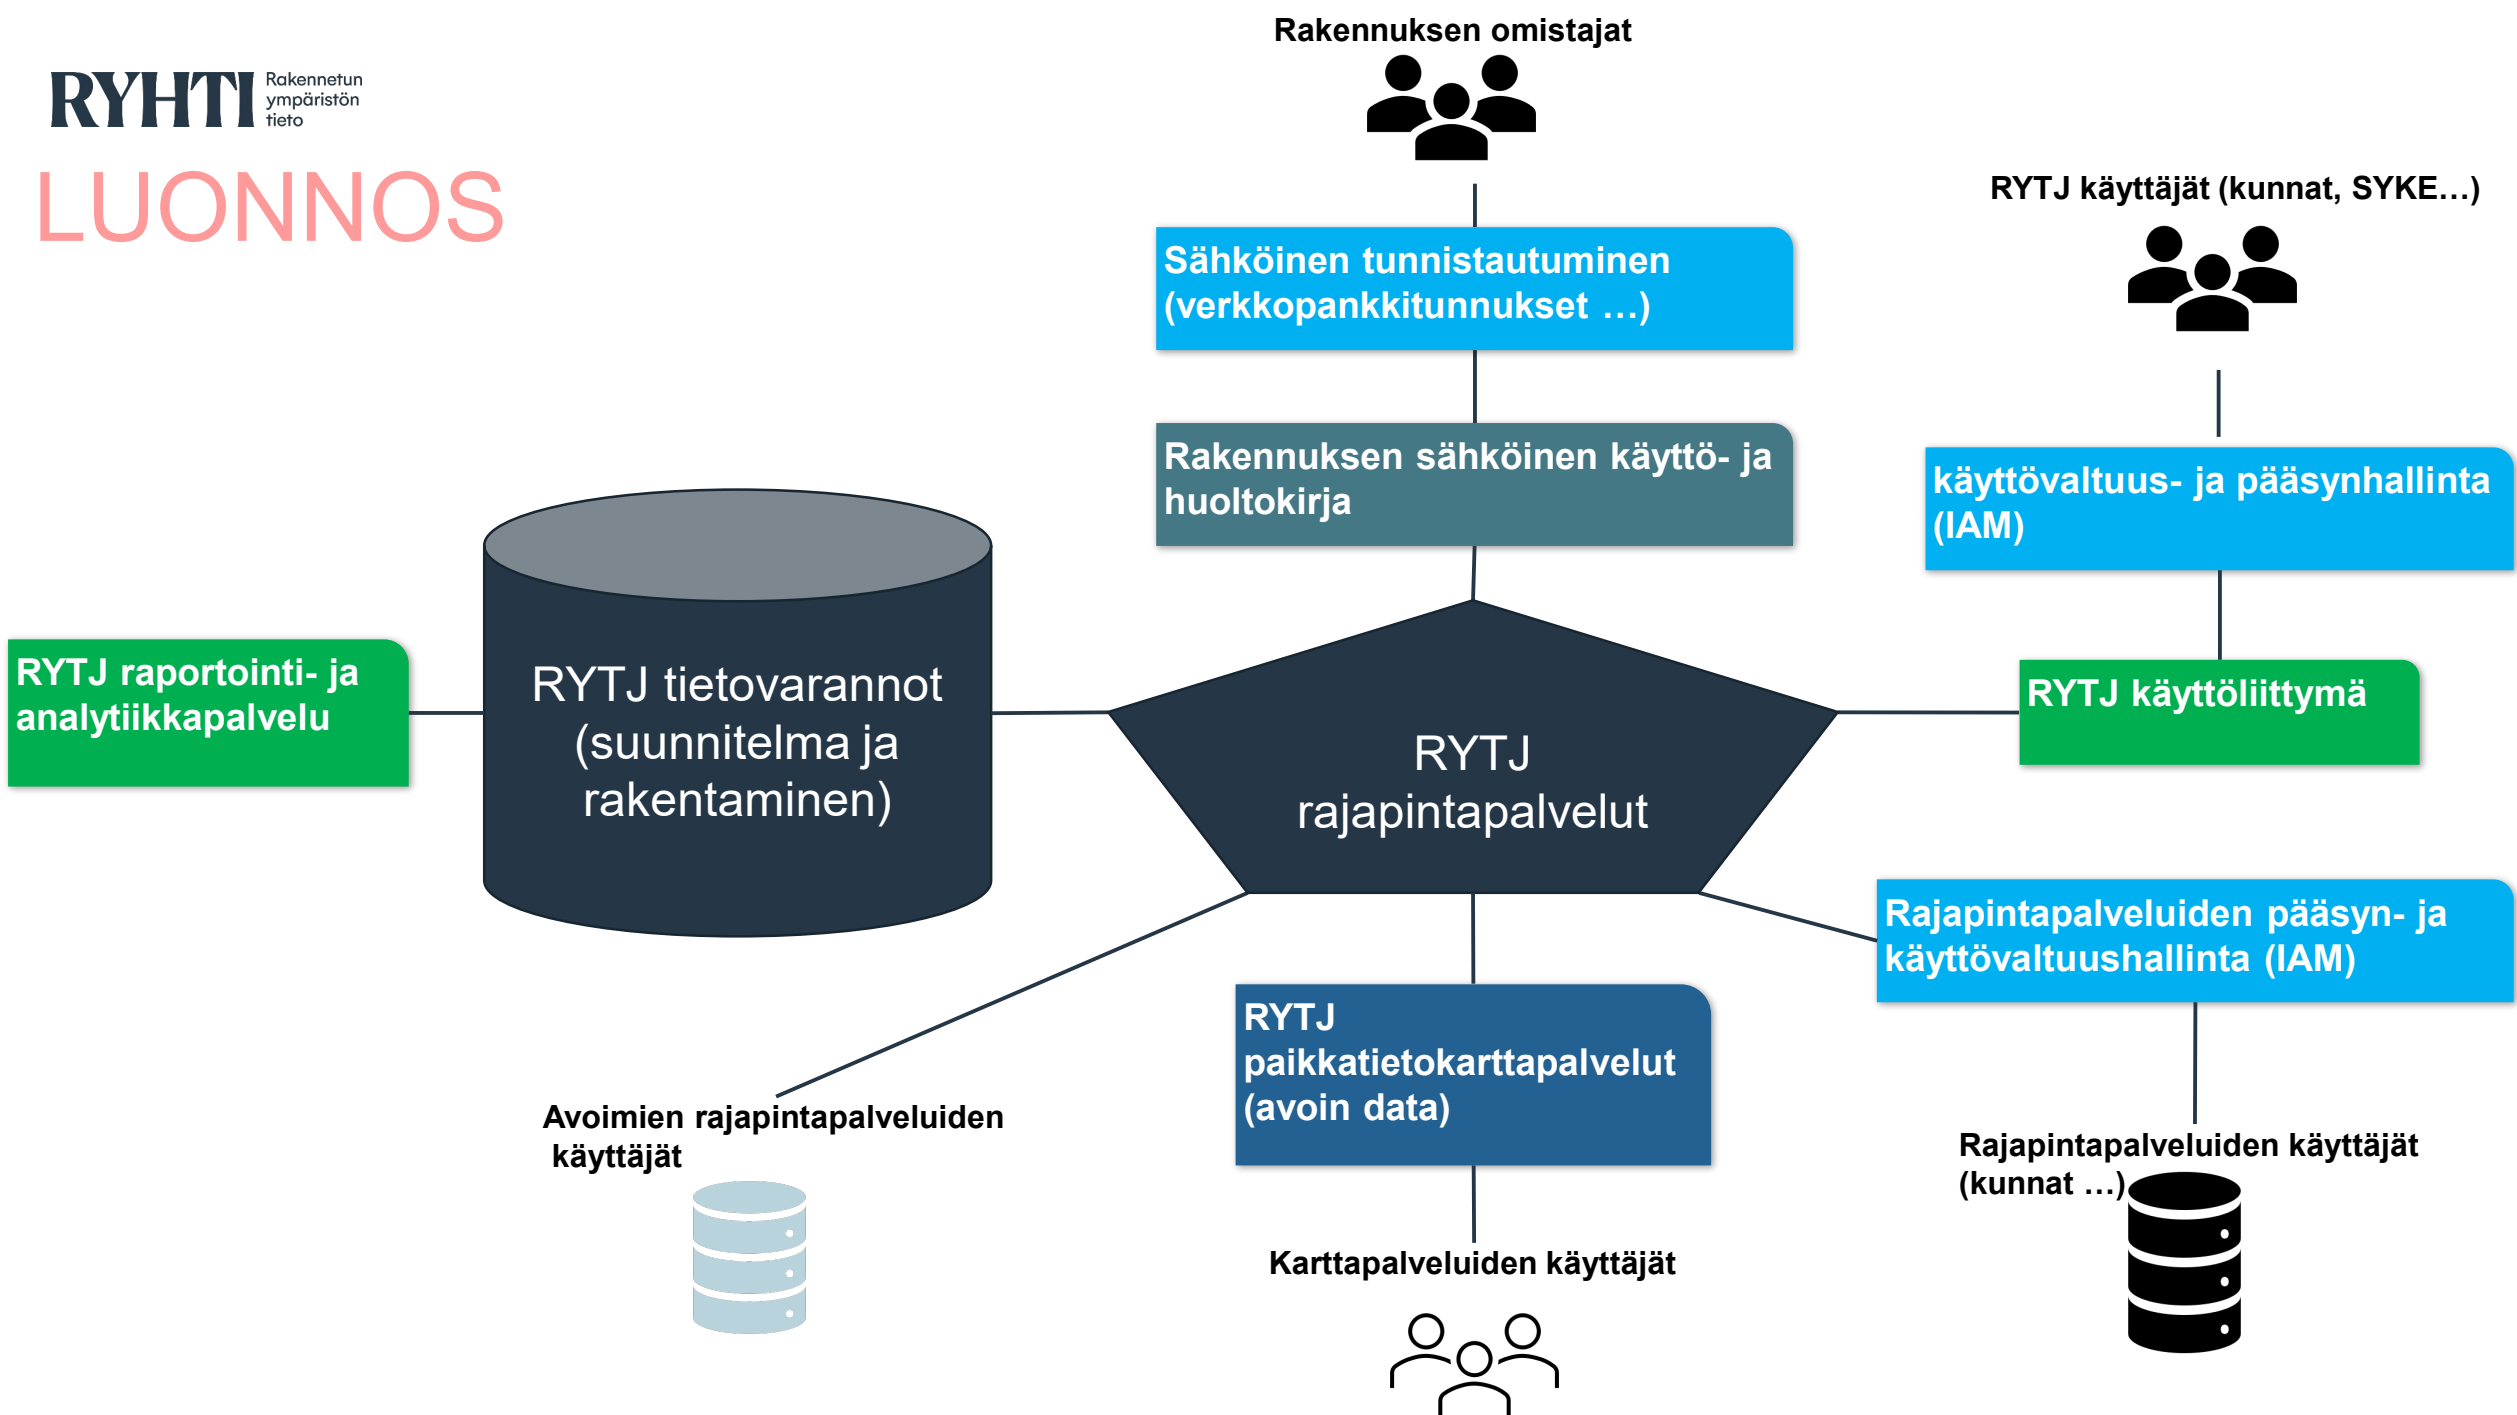 RYHTI
Rakennetun
ympäristön
tieto
LUONNOS
Rakennuksen omistajat
RYTJ käyttäjät (kunnat, SYKE…)
Sähköinen tunnistautuminen
(verkkopankkitunnukset …)
Rakennuksen sähköinen käyttö- ja
huoltokirja
käyttövaltuus- ja pääsynhallinta
(IAM)
RYTJ raportointi- ja
analytiikkapalvelu
RYTJ tietovarannot
(suunnitelma ja
rakentaminen)
RYTJ
rajapintapalvelut
RYTJ käyttöliittymä
Rajapintapalveluiden pääsyn- ja
käyttövaltuushallinta (IAM)
RYTJ
paikkatietokarttapalvelut
(avoin data)
Avoimien rajapintapalveluiden
käyttäjät
Rajapintapalveluiden käyttäjät
(kunnat …)
Karttapalveluiden käyttäjät